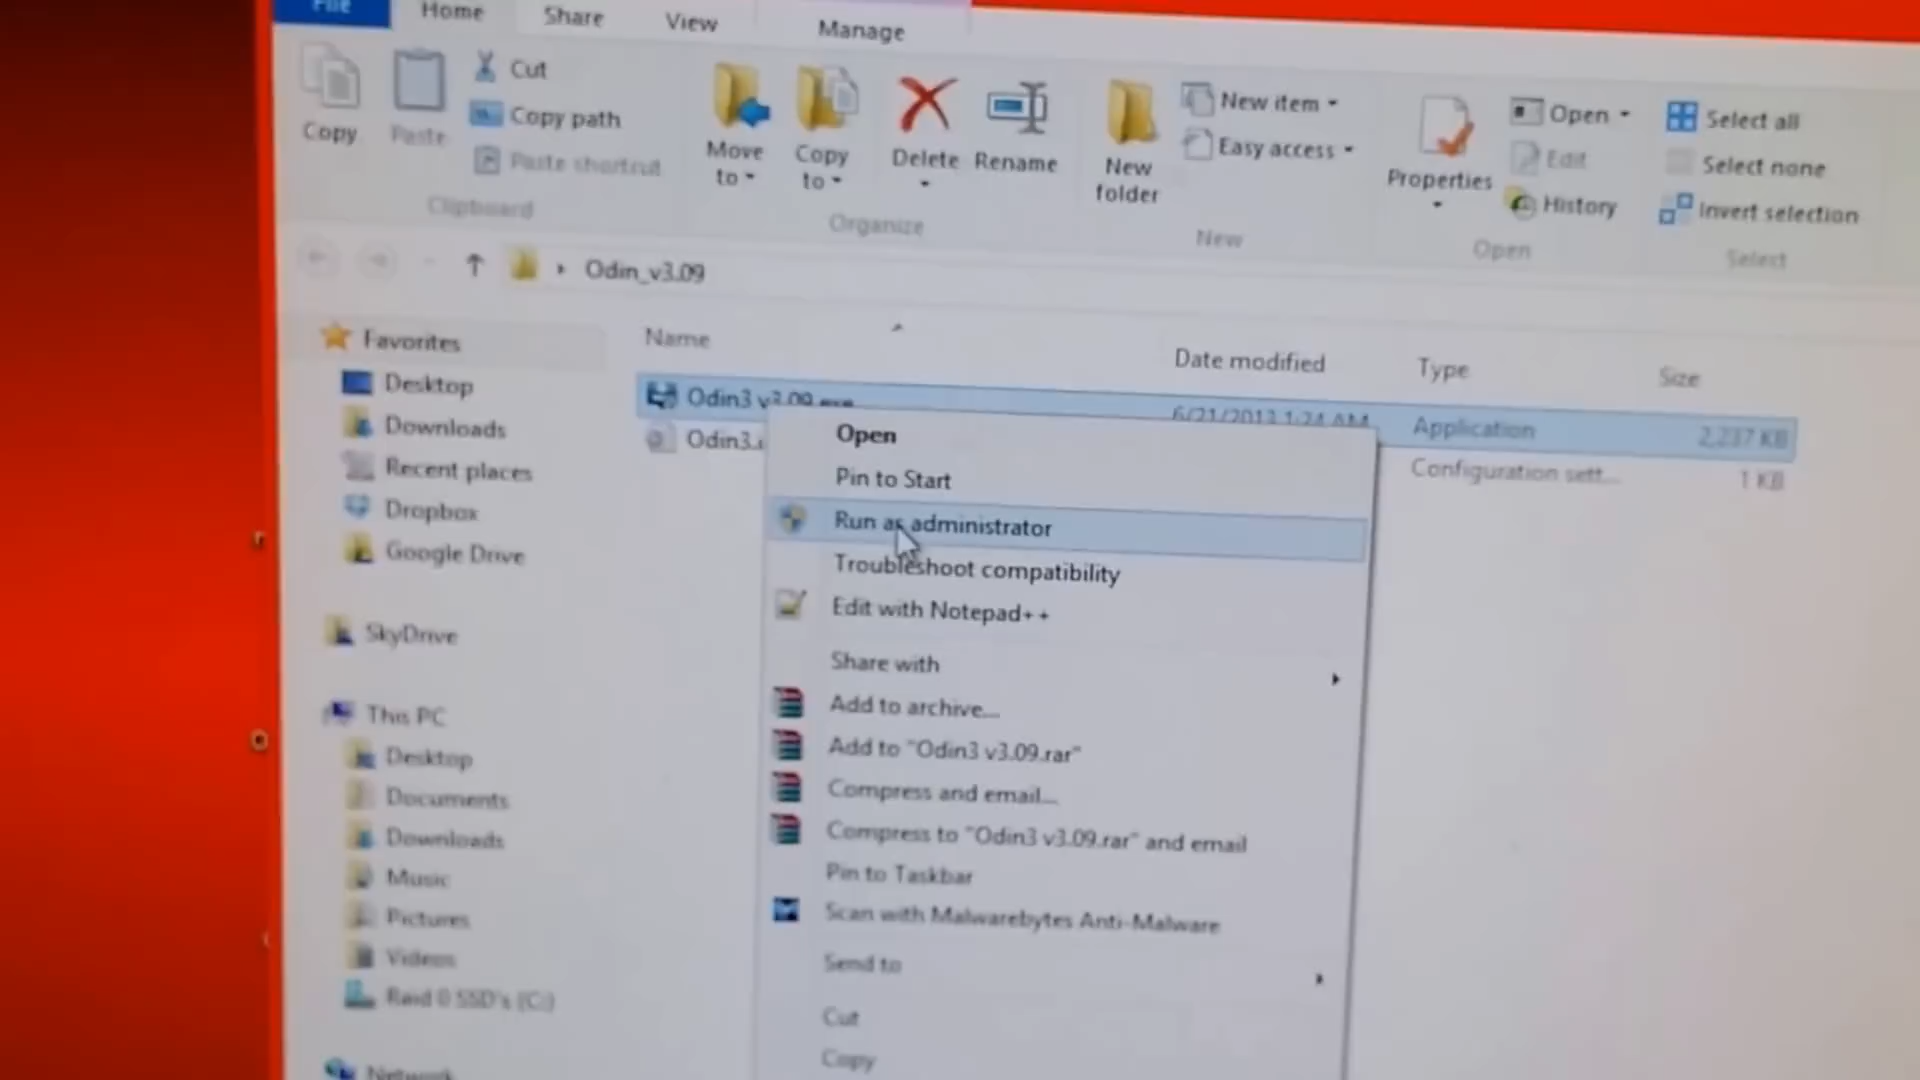 File Home Share View Manage
Copy
Paste
Cut
Copy path
Paste shortcut
Clipboard
Move to
Copy to
Delete
Rename
Organize
New folder
New item
Easy access
New
Properties
Open
Edit
History
Open
Select all
Select none
Invert selection
Select
Odin_v3.09
Favorites
Desktop
Downloads
Recent places
Dropbox
Google Drive
SkyDrive
This PC
Desktop
Documents
Downloads
Music
Pictures
Videos
Raid 0 SSD's (C:)
Network
Name Date modified Type Size
Odin3 v3.09.exe 6/21/2013 1:24 AM Application 2,237 KB
Odin3. Configuration sett... 1 KB
Open
Pin to Start
Run as administrator
Troubleshoot compatibility
Edit with Notepad++
Share with
Add to archive...
Add to "Odin3 v3.09.rar"
Compress and email...
Compress to "Odin3 v3.09.rar" and email
Pin to Taskbar
Scan with Malwarebytes Anti-Malware
Send to
Cut
Copy